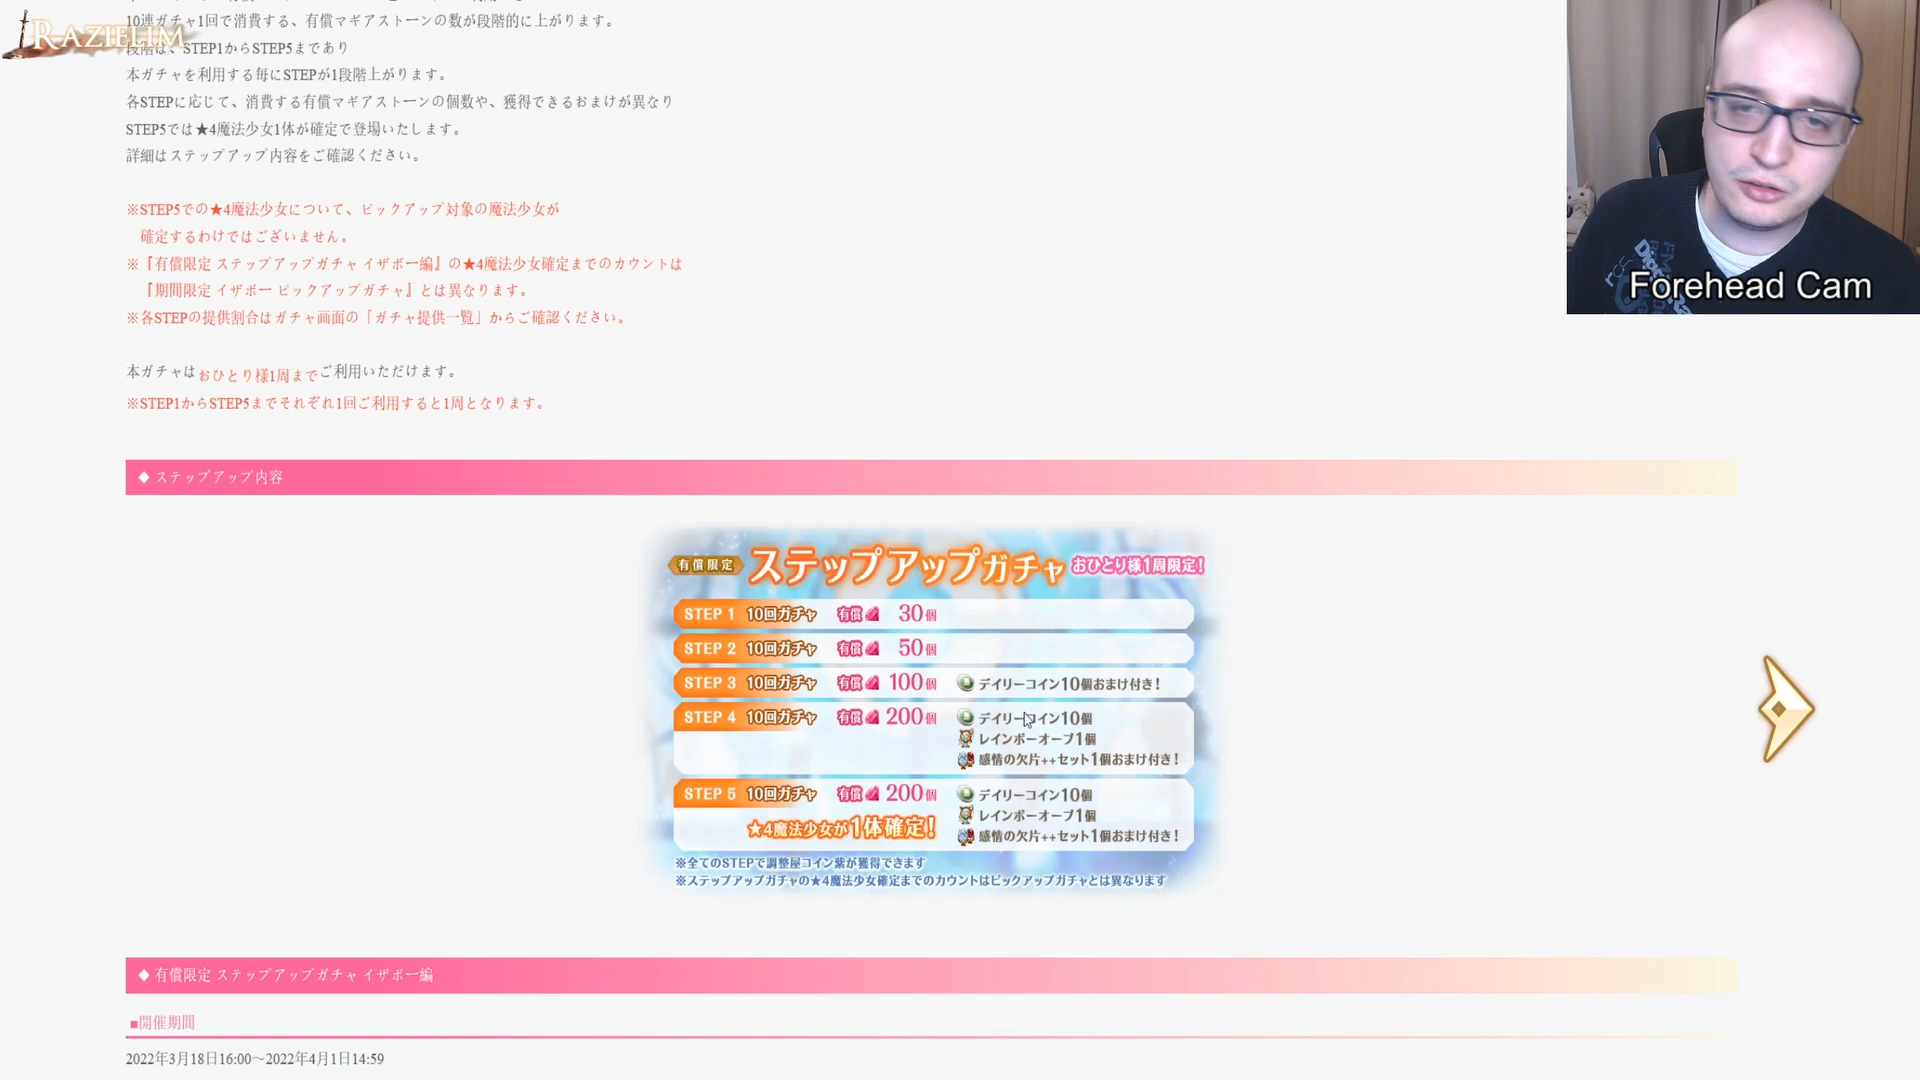 RAZIELIM
10連ガチャ1回で消費する、有償マギアストーンの数が段階的に上がります。
段階は、STEP1からSTEP5まであり
本ガチャを利用する毎にSTEPが1段階上がります。
各STEPに応じて、消費する有償マギアストーンの個数や、獲得できるおまけが異なり
STEP5では★4魔法少女1体が確定で登場いたします。
詳細はステップアップ内容をご確認ください。
※STEP5での★4魔法少女について、ピックアップ対象の魔法少女が
確定するわけではございません。
※『有償限定 ステップアップガチャ イザボー編』の★4魔法少女確定までのカウントは
『期間限定 イザボー ピックアップガチャ』とは異なります。
※各STEPの提供割合はガチャ画面の「ガチャ提供一覧」からご確認ください。
本ガチャはおひとり様1周までご利用いただけます。
※STEP1からSTEP5までそれぞれ1回ご利用すると1周となります。
Forehead Cam
◆ ステップアップ内容
有償限定 ステップアップガチャ おひとり様1周限定!
STEP 1 10回ガチャ 有償 30個
STEP 2 10回ガチャ 有償 50個
STEP 3 10回ガチャ 有償 100個 デイリーコイン10個おまけ付き!
STEP 4 10回ガチャ 有償 200個 デイリーコイン10個
レインボーオーブ1個
感情の欠片++セット1個おまけ付き!
STEP 5 10回ガチャ 有償 200個 デイリーコイン10個
レインボーオーブ1個
★4魔法少女が1体確定! 感情の欠片++セット1個おまけ付き!
※全てのSTEPで調整屋コイン紫が獲得できます
※ステップアップガチャの★4魔法少女確定までのカウントはピックアップガチャとは異なります
◆ 有償限定 ステップアップガチャ イザボー編
■開催期間
2022年3月18日16:00～2022年4月1日14:59